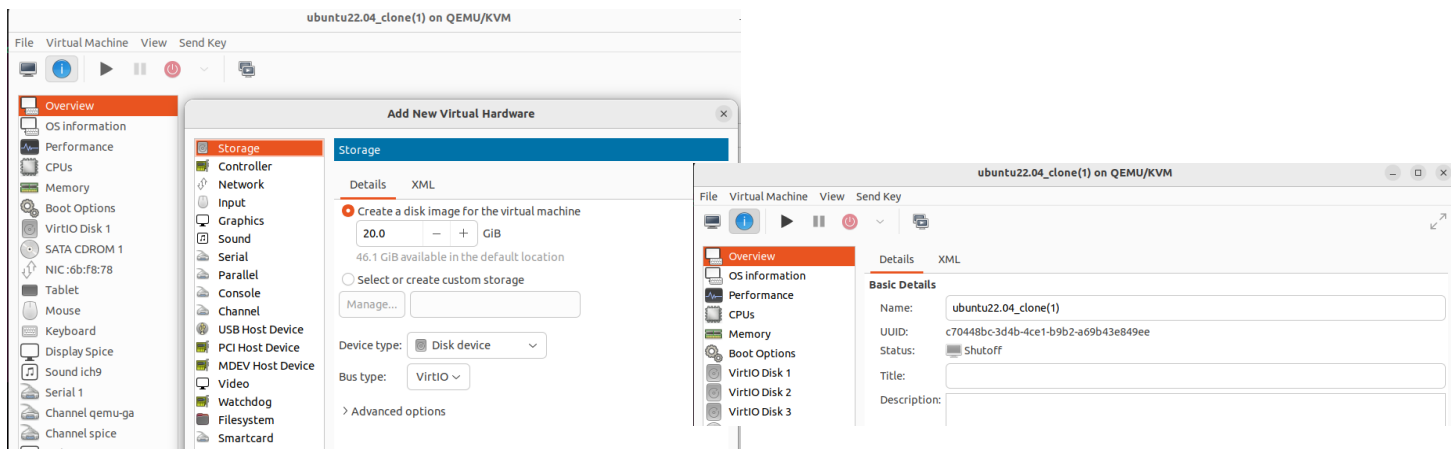 ubuntu22.04_clone(1) on QEMU/KVM
File Virtual Machine View Send Key
Overview
OS information
Performance
CPUs
Memory
Boot Options
VirtIO Disk 1
SATA CDROM 1
NIC :6b:f8:78
Tablet
Mouse
Keyboard
Display Spice
Sound ich9
Serial 1
Channel qemu-ga
Channel spice
Add New Virtual Hardware
Storage
Controller
Network
Input
Graphics
Sound
Serial
Parallel
Console
Channel
USB Host Device
PCI Host Device
MDEV Host Device
Video
Watchdog
Filesystem
Smartcard
Storage
Details XML
Create a disk image for the virtual machine
20.0 − + GiB
46.1 GiB available in the default location
Select or create custom storage
Manage...
Device type: Disk device
Bus type: VirtIO
Advanced options
ubuntu22.04_clone(1) on QEMU/KVM
File Virtual Machine View Send Key
Overview
OS information
Performance
CPUs
Memory
Boot Options
VirtIO Disk 1
VirtIO Disk 2
VirtIO Disk 3
Details XML
Basic Details
Name: ubuntu22.04_clone(1)
UUID: c70448bc-3d4b-4ce1-b9b2-a69b43e849ee
Status: Shutoff
Title:
Description: